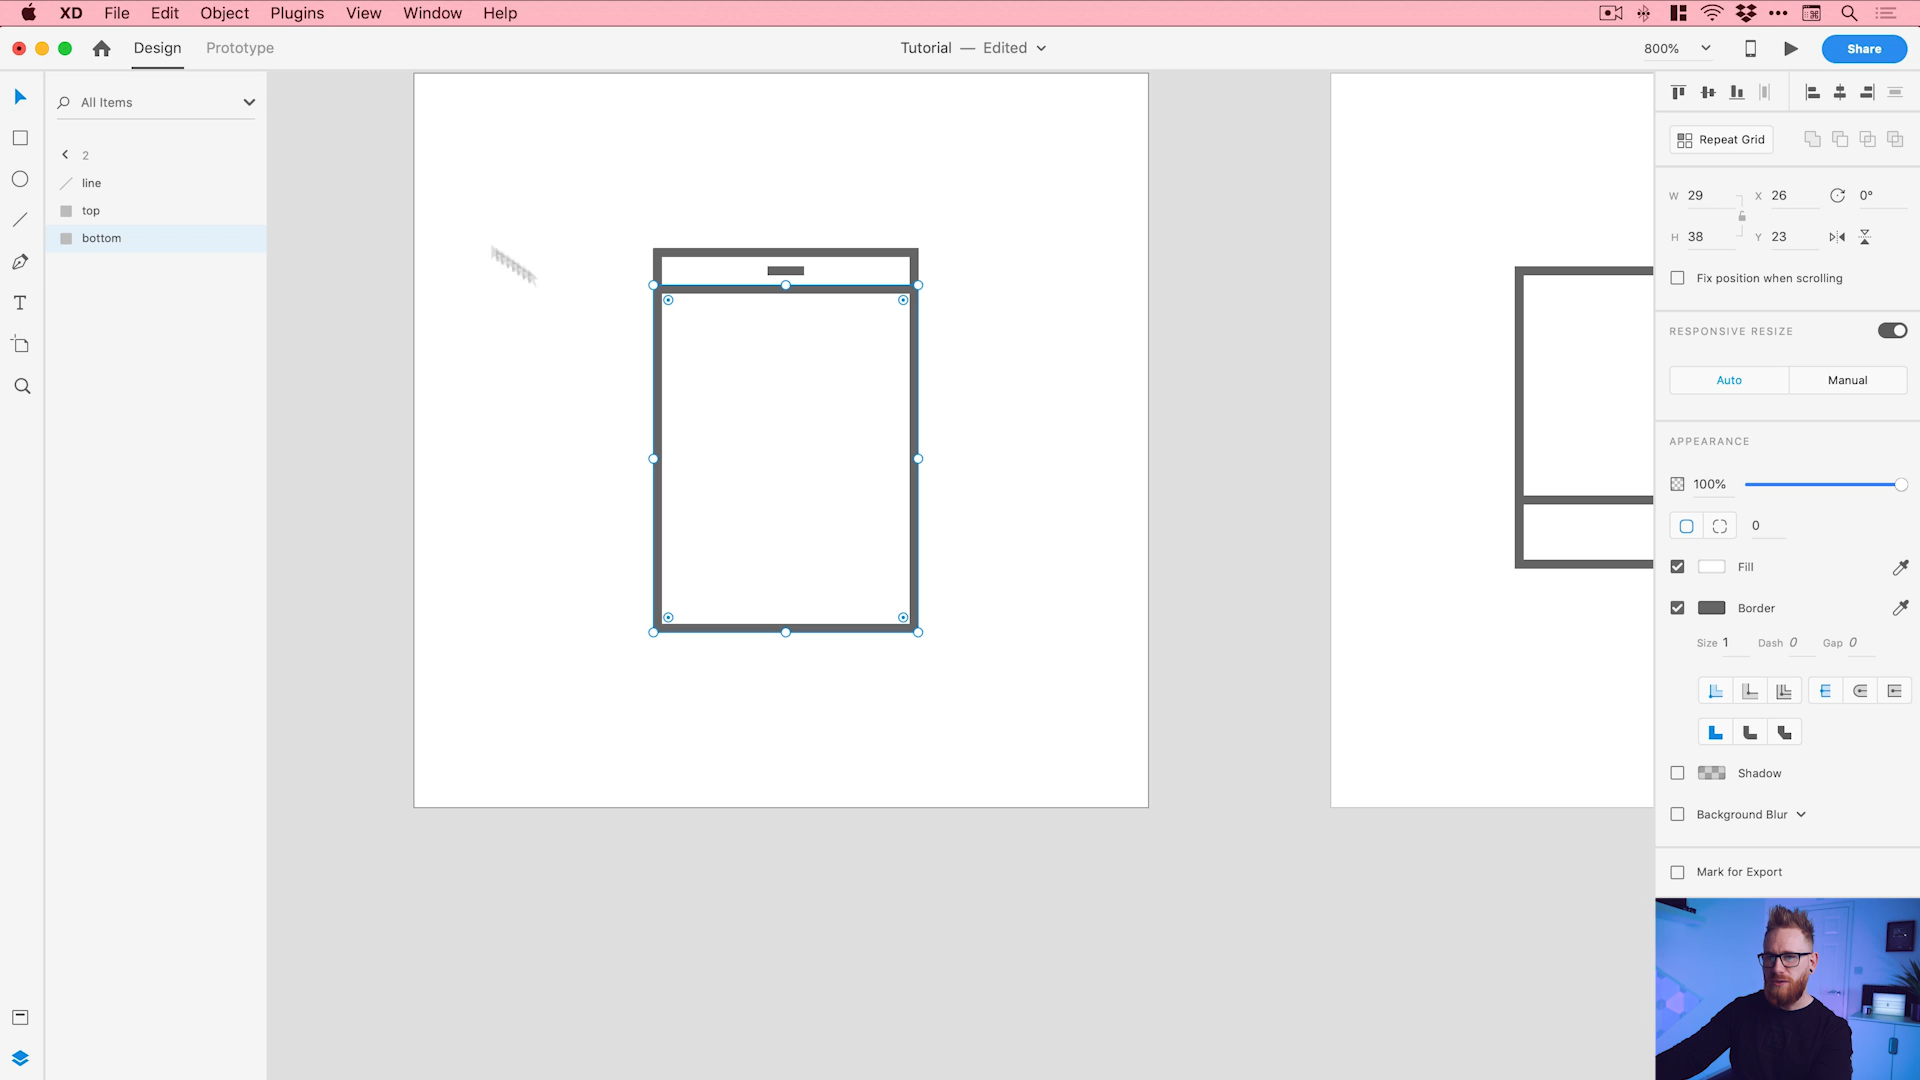 XD File Edit Object Plugins View Window Help
Design Prototype
Tutorial — Edited
800%
Share
All Items
2
line
top
bottom
Repeat Grid
W 29 X 26 0°
H 38 Y 23
Fix position when scrolling
RESPONSIVE RESIZE
Auto Manual
APPEARANCE
100%
0
Fill
Border
Size 1 Dash 0 Gap 0
Shadow
Background Blur
Mark for Export